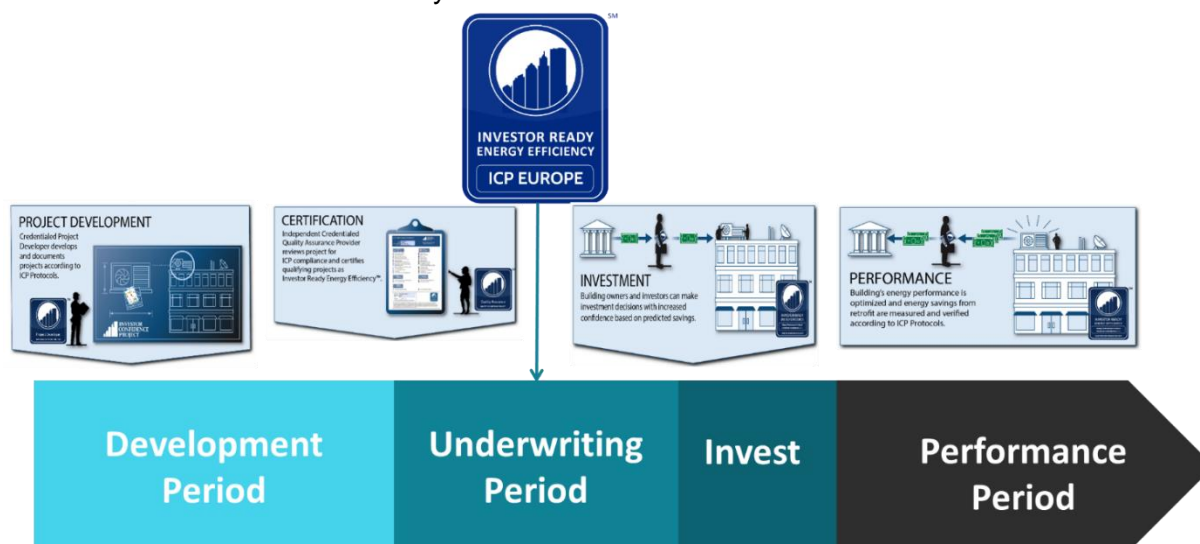 y
SM
INVESTOR READY
ENERGY EFFICIENCY
ICP EUROPE
PROJECT DEVELOPMENT
Credentialed Project
Developer develops
and documents
projects according to
ICP Protocols.
INVESTOR
CONFIDENCE
PROJECT
CERTIFICATION
Independent Credentialed
Quality Assurance Provider
reviews project for
ICP compliance and certifies
qualifying projects as
Investor Ready Energy Efficiency™.
INVESTMENT
Building owners and investors can make
investment decisions with increased
confidence based on predicted savings.
PERFORMANCE
Building's energy performance is
optimized and energy savings from
retrofit are measured and verified
according to ICP Protocols.
Development
Period
Underwriting
Period
Invest
Performance
Period